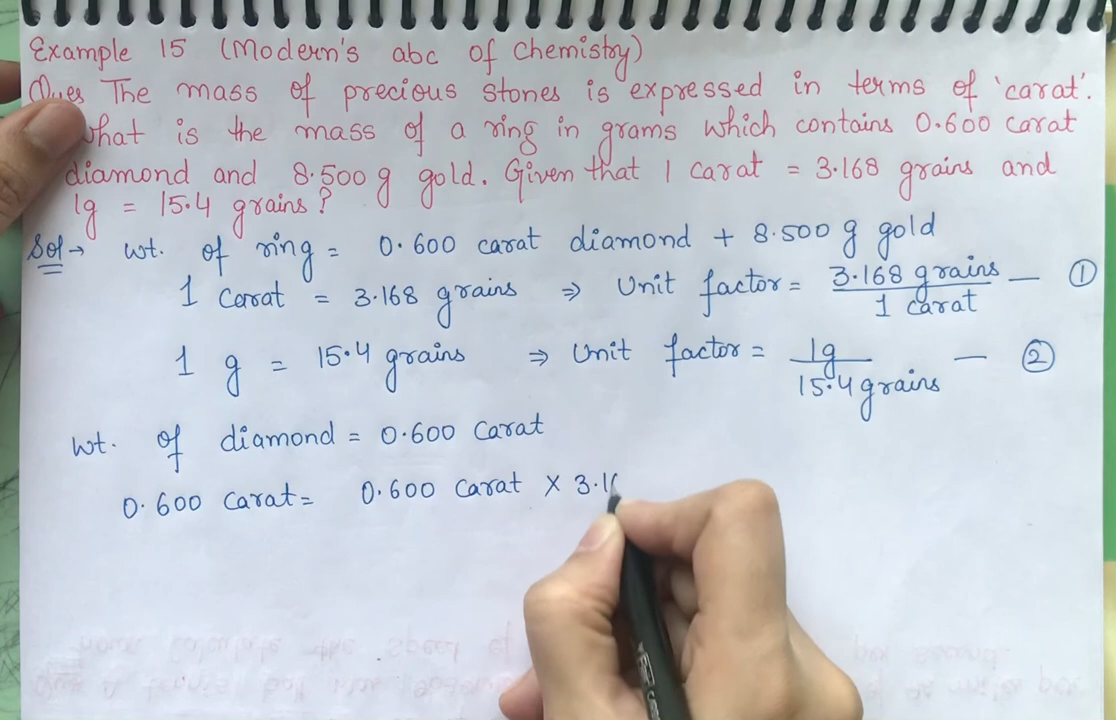 Example 15 (Modern's abc of Chemistry)
Ques The mass of precious stones is expressed in terms of 'carat'.
What is the mass of a ring in grams which contains 0.600 carat
diamond and 8.500 g gold. Given that 1 carat = 3.168 grains and
1g = 15.4 grains?
Sol→ wt. of ring = 0.600 carat diamond + 8.500 g gold
1 carat = 3.168 grains ⇒ Unit factor = 3.168 grains / 1 carat — ①
1 g = 15.4 grains ⇒ Unit factor = 1g / 15.4 grains — ②
Wt. of diamond = 0.600 Carat
0.600 Carat = 0.600 Carat X 3.1